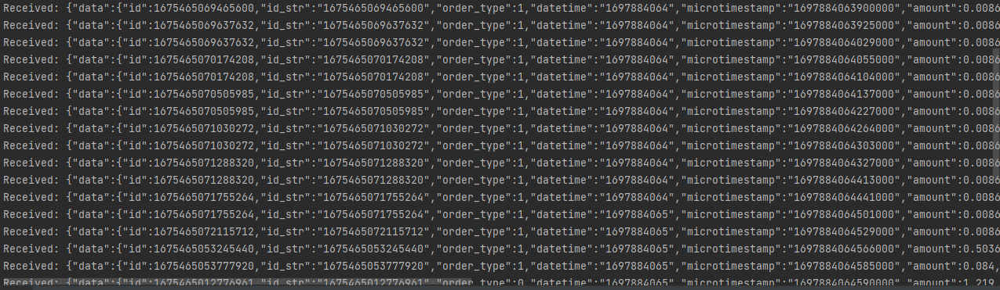 Received: {"data":{"id":1675465069465600,"id_str":"1675465069465600","order_type":1,"datetime":"1697884064","microtimestamp":"1697884063900000","amount":0.0086
Received: {"data":{"id":1675465069637632,"id_str":"1675465069637632","order_type":1,"datetime":"1697884064","microtimestamp":"1697884063925000","amount":0.0086
Received: {"data":{"id":1675465069637632,"id_str":"1675465069637632","order_type":1,"datetime":"1697884064","microtimestamp":"1697884064029000","amount":0.0086
Received: {"data":{"id":1675465070174208,"id_str":"1675465070174208","order_type":1,"datetime":"1697884064","microtimestamp":"1697884064055000","amount":0.0086
Received: {"data":{"id":1675465070174208,"id_str":"1675465070174208","order_type":1,"datetime":"1697884064","microtimestamp":"1697884064104000","amount":0.0086
Received: {"data":{"id":1675465070505985,"id_str":"1675465070505985","order_type":1,"datetime":"1697884064","microtimestamp":"1697884064137000","amount":0.0086
Received: {"data":{"id":1675465070505985,"id_str":"1675465070505985","order_type":1,"datetime":"1697884064","microtimestamp":"1697884064227000","amount":0.0086
Received: {"data":{"id":1675465071030272,"id_str":"1675465071030272","order_type":1,"datetime":"1697884064","microtimestamp":"1697884064264000","amount":0.0086
Received: {"data":{"id":1675465071030272,"id_str":"1675465071030272","order_type":1,"datetime":"1697884064","microtimestamp":"1697884064303000","amount":0.0086
Received: {"data":{"id":1675465071288320,"id_str":"1675465071288320","order_type":1,"datetime":"1697884064","microtimestamp":"1697884064327000","amount":0.0086
Received: {"data":{"id":1675465071288320,"id_str":"1675465071288320","order_type":1,"datetime":"1697884064","microtimestamp":"1697884064413000","amount":0.0086
Received: {"data":{"id":1675465071755264,"id_str":"1675465071755264","order_type":1,"datetime":"1697884064","microtimestamp":"1697884064441000","amount":0.0086
Received: {"data":{"id":1675465071755264,"id_str":"1675465071755264","order_type":1,"datetime":"1697884065","microtimestamp":"1697884064501000","amount":0.0086
Received: {"data":{"id":1675465072115712,"id_str":"1675465072115712","order_type":1,"datetime":"1697884065","microtimestamp":"1697884064529000","amount":0.0086
Received: {"data":{"id":1675465053245440,"id_str":"1675465053245440","order_type":1,"datetime":"1697884065","microtimestamp":"1697884064566000","amount":0.5036
Received: {"data":{"id":1675465053777920,"id_str":"1675465053777920","order_type":1,"datetime":"1697884065","microtimestamp":"1697884064585000","amount":0.084,
Received: {"data":{"id":1675465012776961,"id_str":"1675465012776961","order_type":0,"datetime":"1697884065","microtimestamp":"1697884064590000","amount":1.219